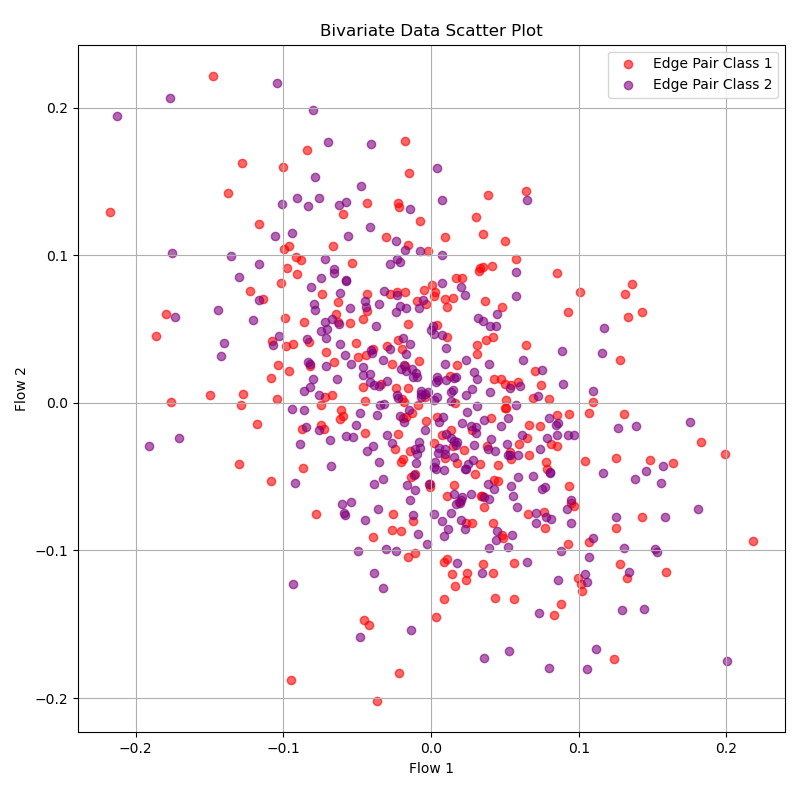 Bivariate Data Scatter Plot
Edge Pair Class 1
Edge Pair Class 2
0.2
0.1
0.0
−0.1
−0.2
Flow 2
−0.2
−0.1
0.0
0.1
0.2
Flow 1